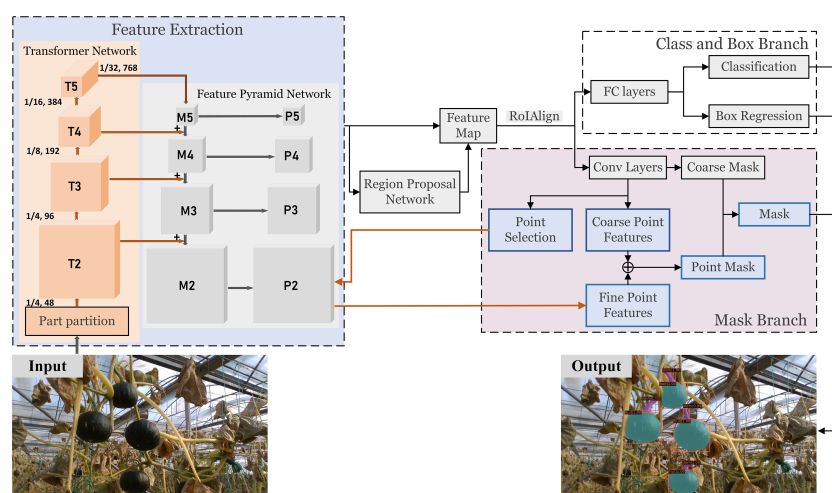 Feature Extraction
Transformer Network
1/32, 768
T5
1/16, 384
T4
1/8, 192
T3
1/4, 96
T2
1/4, 48
Part partition
Feature Pyramid Network
M5
P5
+
M4
P4
+
M3
P3
+
M2
P2
Feature
Map
RoIAlign
Region Proposal
Network
Class and Box Branch
FC layers
Classification
Box Regression
Conv Layers
Coarse Mask
Point
Selection
Coarse Point
Features
Mask
Point Mask
Fine Point
Features
Mask Branch
Input
Output